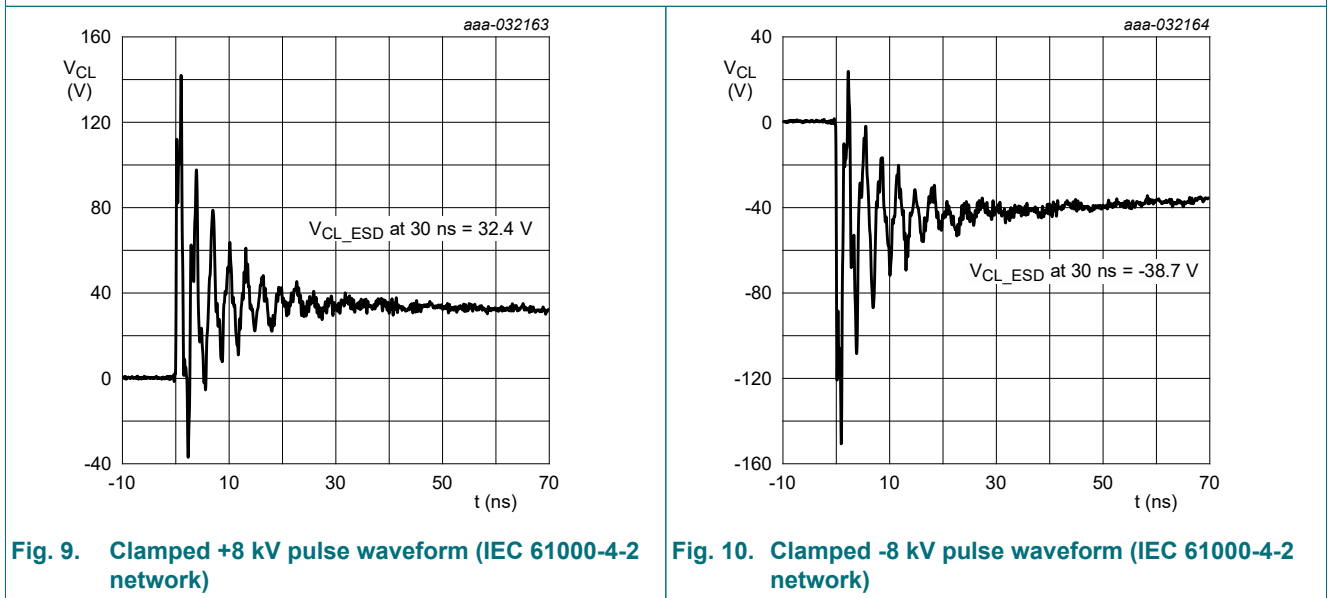 aaa-032163
160
V_CL
(V)
120
80
V_CL_ESD at 30 ns = 32.4 V
40
0
-40
-10
10
30
50
70
t (ns)
Fig. 9. Clamped +8 kV pulse waveform (IEC 61000-4-2
network)
aaa-032164
40
V_CL
(V)
0
-40
V_CL_ESD at 30 ns = -38.7 V
-80
-120
-160
-10
10
30
50
70
t (ns)
Fig. 10. Clamped -8 kV pulse waveform (IEC 61000-4-2
network)